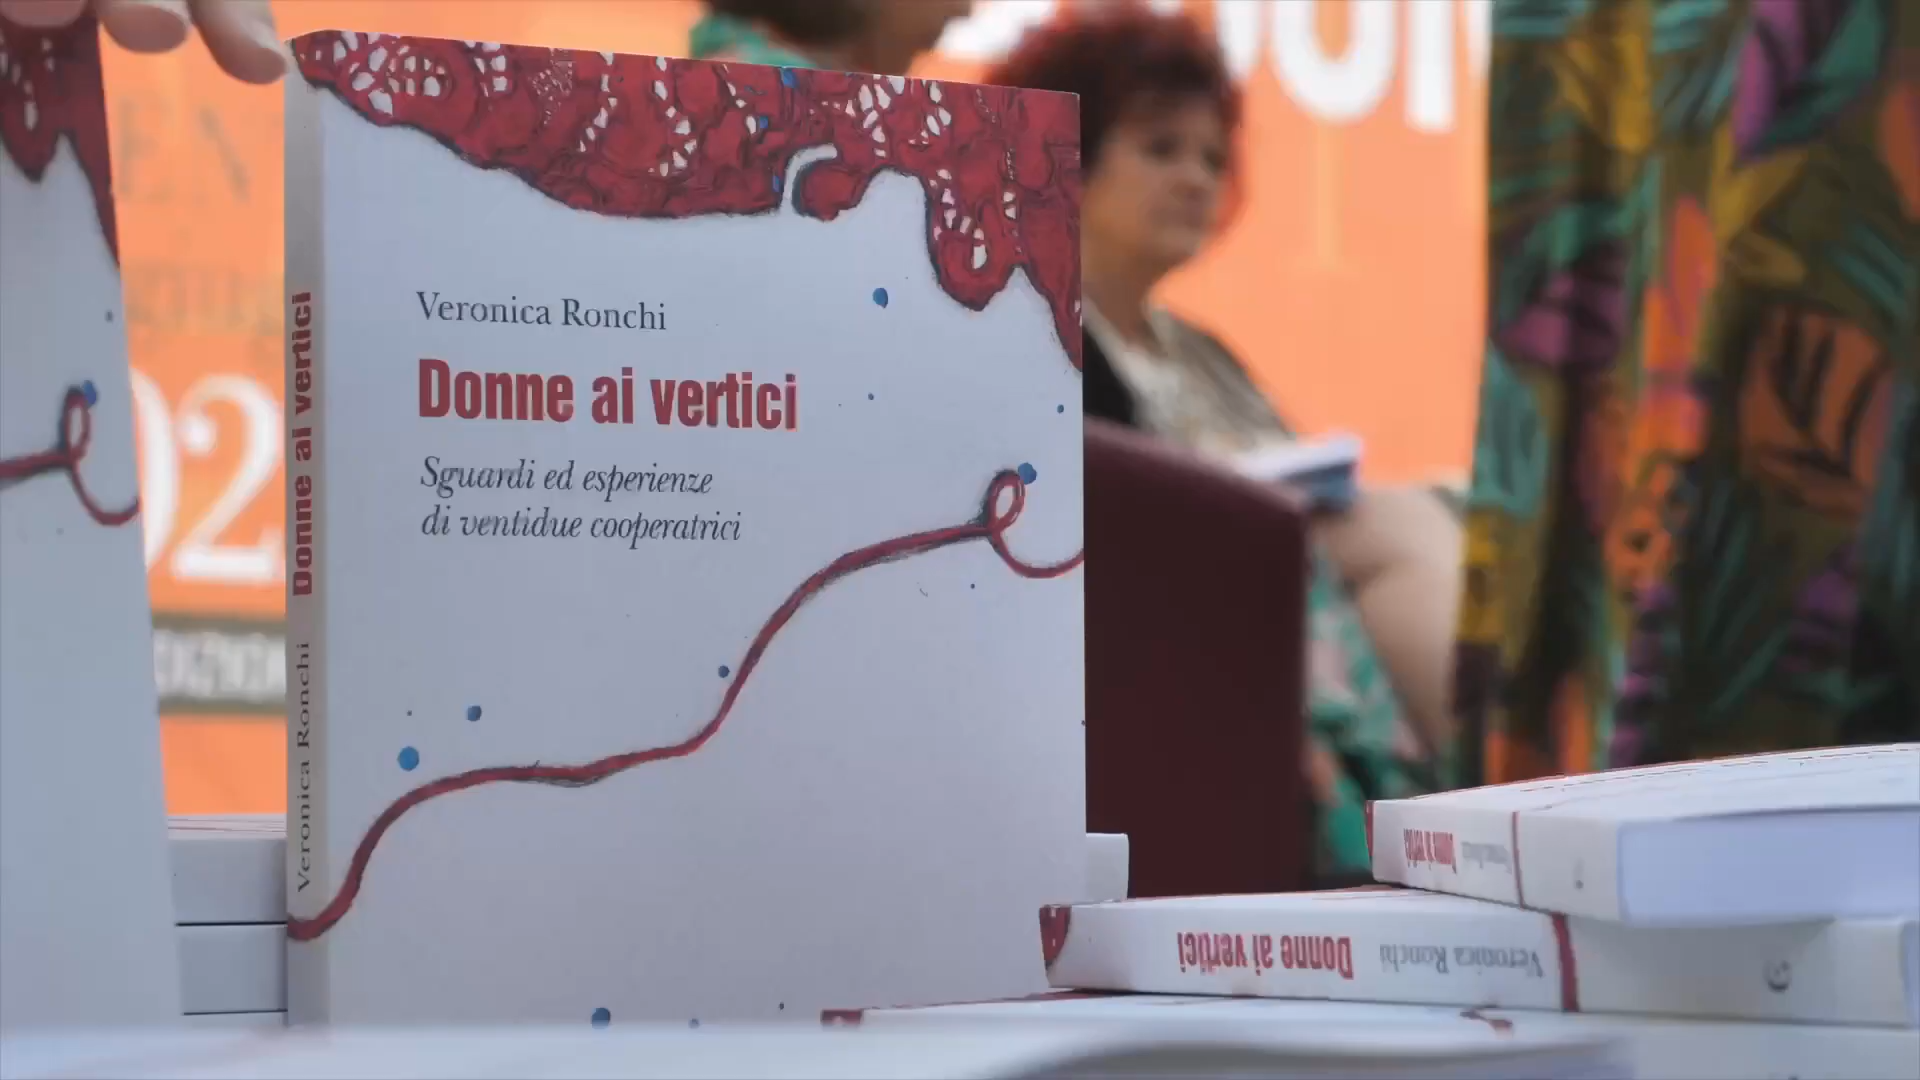 Veronica Ronchi
Donne ai vertici
Sguardi ed esperienze
di ventidue cooperatrici
Veronica Ronchi Donne ai vertici
02
Donne ai vertici
Veronica Ronchi Donne ai vertici